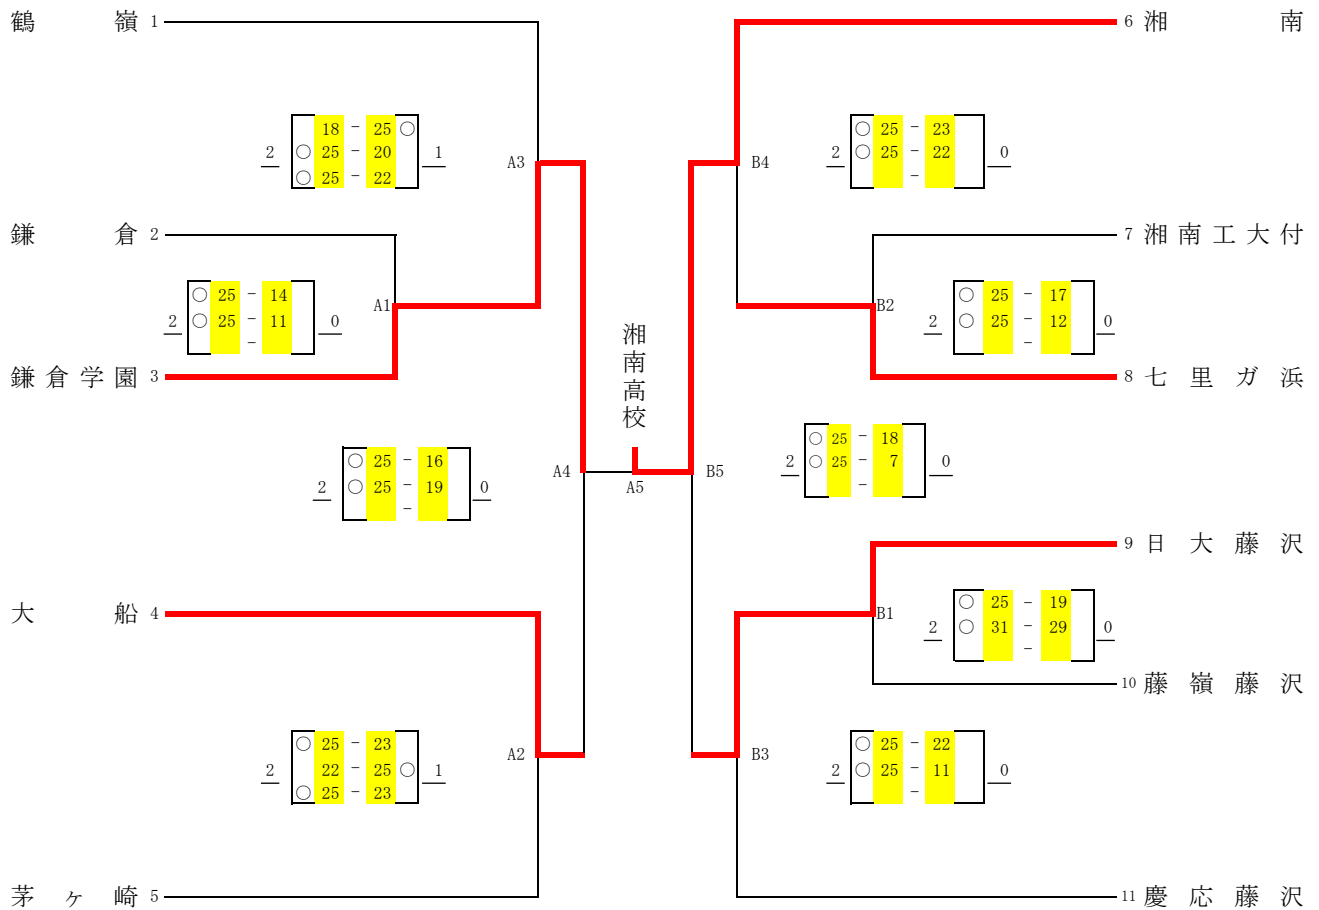 鶴嶺 1
6 湘南
18 - 25 ○
2 ○ 25 - 20 1
○ 25 - 22
A3
B4
○ 25 - 23
2 ○ 25 - 22 0
-
鎌倉 2
7 湘南工大付
○ 25 - 14
2 ○ 25 - 11 0
-
A1
B2
○ 25 - 17
2 ○ 25 - 12 0
-
鎌倉学園 3
湘南高校
8 七里ガ浜
○ 25 - 16
2 ○ 25 - 19 0
-
A4
A5
B5
○ 25 - 18
2 ○ 25 - 7 0
-
9 日大藤沢
大船 4
B1
○ 25 - 19
2 ○ 31 - 29 0
-
10 藤嶺藤沢
○ 25 - 23
2 22 - 25 ○ 1
○ 25 - 23
A2
B3
○ 25 - 22
2 ○ 25 - 11 0
-
茅ヶ崎 5
11 慶応藤沢